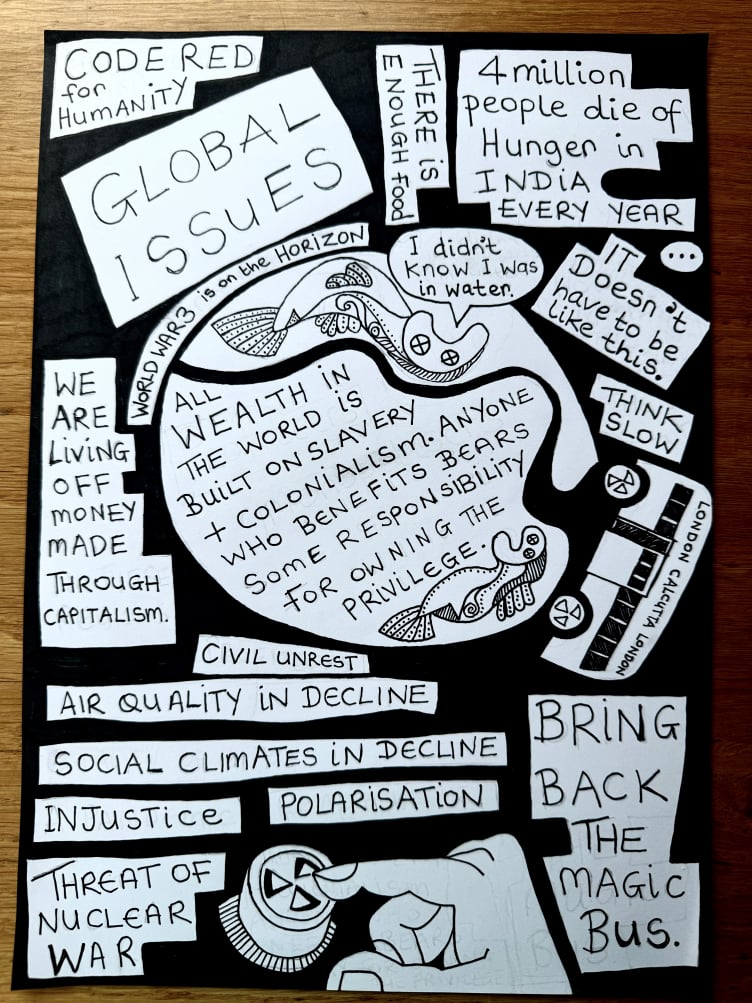 CODE RED
for
HUMANITY
GLOBAL
ISSUES
THERE IS
ENOUGH FOOD
4 million
people die of
Hunger in
INDIA
EVERY YEAR
...
IT
Doesn't
have to be
like this.
WORLD WAR 3 is on the HORIZON
I didn't
know I was
in water.
THINK
SLOW
WE
ARE
LiViNG
OFF
MONEY
MADE
THROUGH
CAPITALISM.
ALL
WEALTH IN
THE WORLD IS
BUILT ON SLAVERY
+ COLONIALISM. ANYONE
WHO BENEFITS BEARS
SOME RESPONSIBILITY
FOR OWNING THE
PRIVILEGE.
LONDON CALCUTTA LONDON
CIVIL UNREST
AIR QUALITY iN DECLINE
SOCIAL CLIMATES iN DECLINE
INJUSTiCe
POLARISATION
THREAT OF
NUCLEAR
WAR
BRiNG
BACK
THE
MAGiC
BUS.